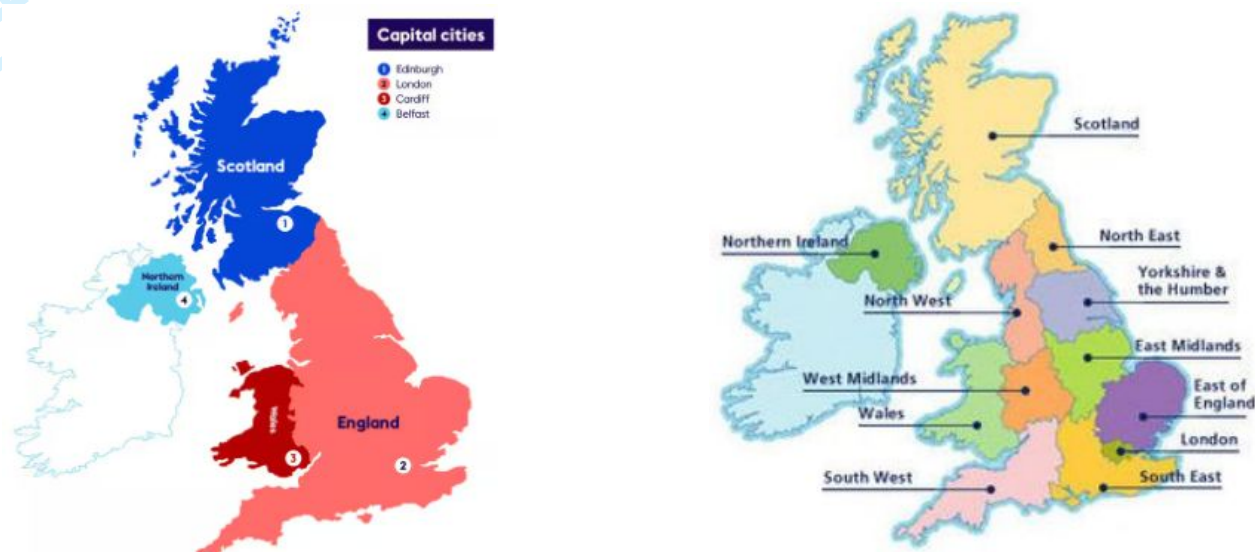 Capital cities
1 Edinburgh
2 London
3 Cardiff
4 Belfast
Scotland
1
Northern
Ireland
4
Wales
England
3
2
Scotland
Northern Ireland
North East
Yorkshire &
the Humber
North West
East Midlands
West Midlands
East of
England
Wales
London
South West
South East